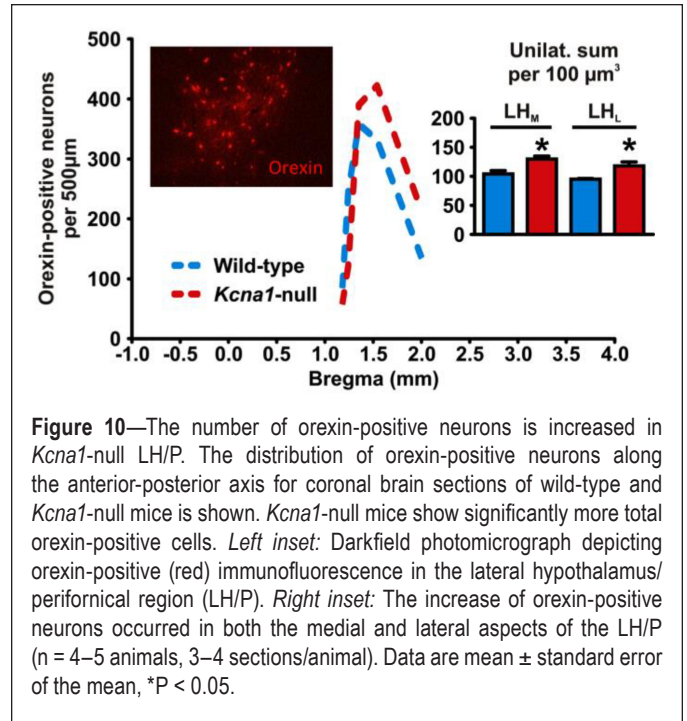 500
400
300
200
100
0
Orexin-positive neurons
per 500µm
Orexin
Wild-type
Kcna1-null
-1.0 -0.5 0.0 0.5 1.0 1.5 2.0 2.5 3.0 3.5 4.0
Bregma (mm)
Unilat. sum
per 100 µm³
LHM LHL
200
150
100
50
0
* *
Figure 10—The number of orexin-positive neurons is increased in
Kcna1-null LH/P. The distribution of orexin-positive neurons along
the anterior-posterior axis for coronal brain sections of wild-type and
Kcna1-null mice is shown. Kcna1-null mice show significantly more total
orexin-positive cells. Left inset: Darkfield photomicrograph depicting
orexin-positive (red) immunofluorescence in the lateral hypothalamus/
perifornical region (LH/P). Right inset: The increase of orexin-positive
neurons occurred in both the medial and lateral aspects of the LH/P
(n = 4–5 animals, 3–4 sections/animal). Data are mean ± standard error
of the mean, *P < 0.05.